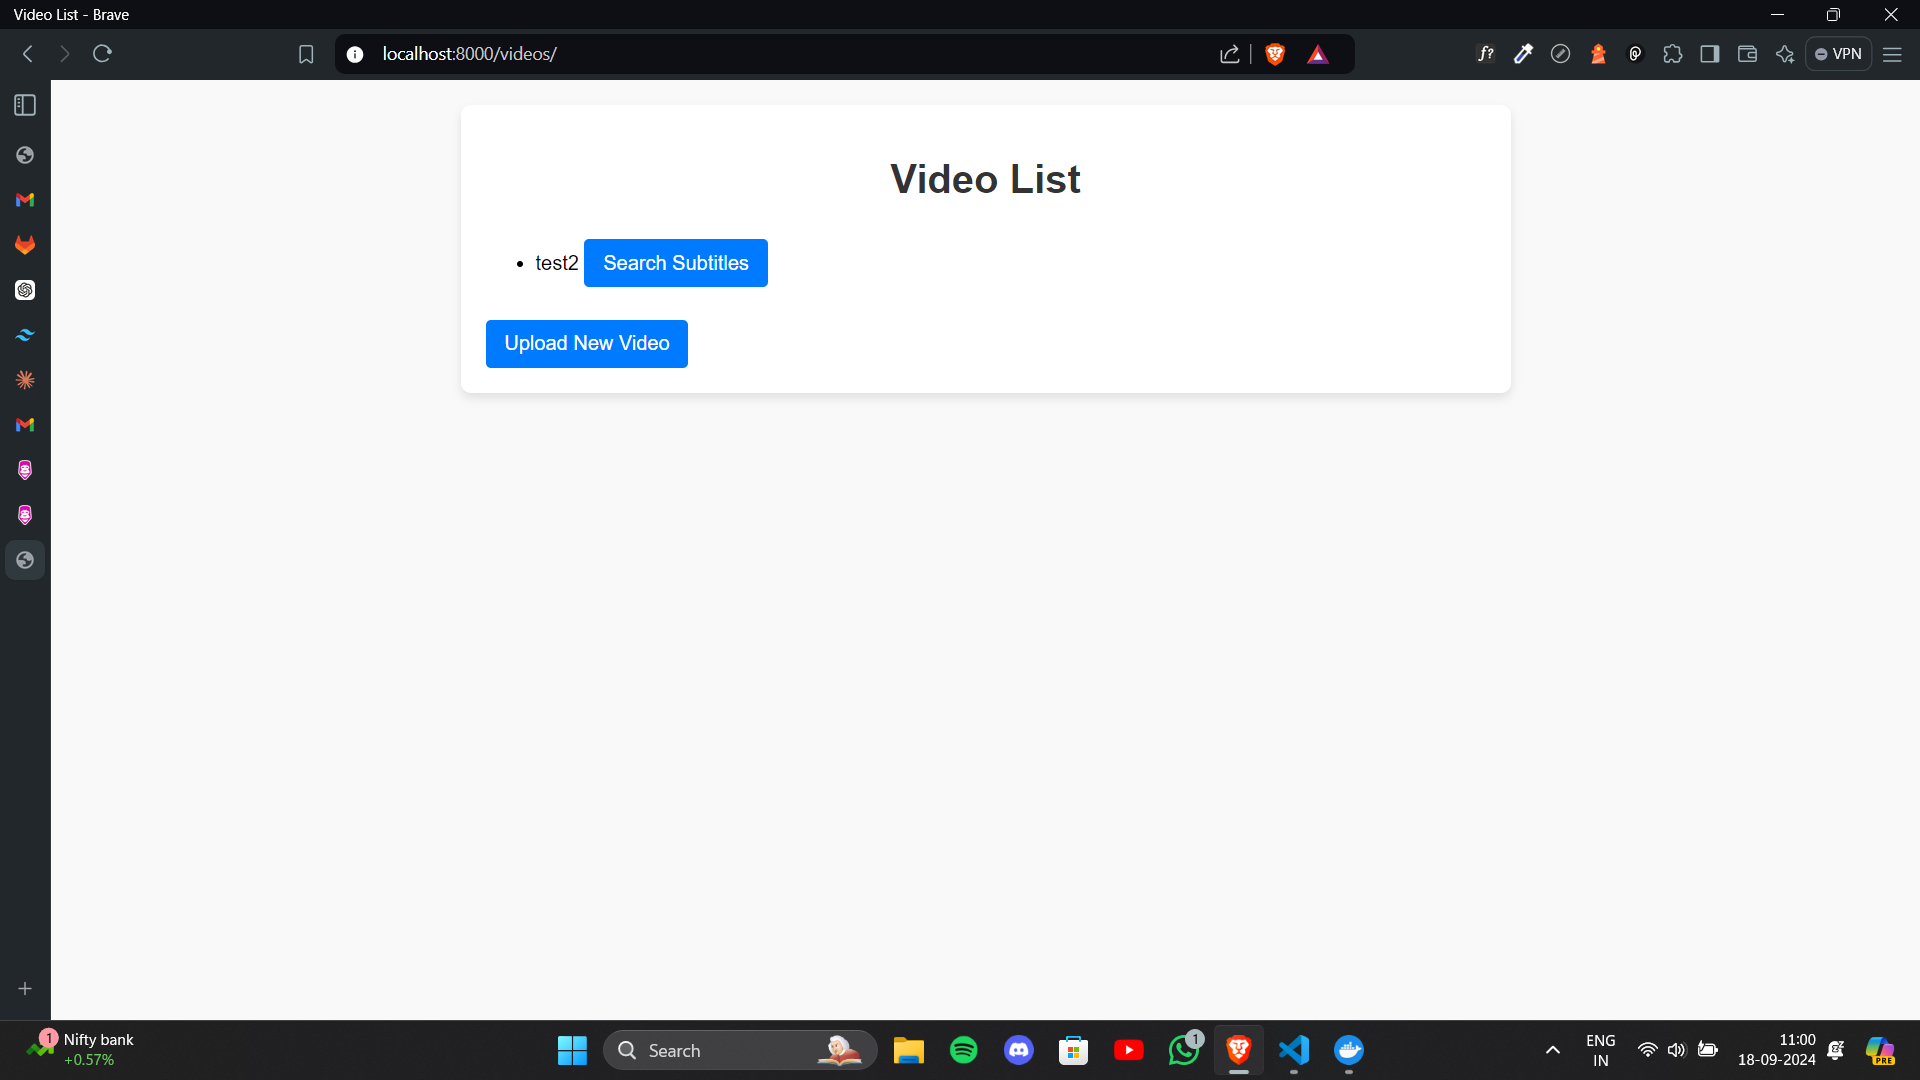 Video List - Brave
localhost:8000/videos/
f?
VPN
Video List
• test2 Search Subtitles
Upload New Video
1
Nifty bank
+0.57%
Search
1
ENG
IN
11:00
18-09-2024
PRE